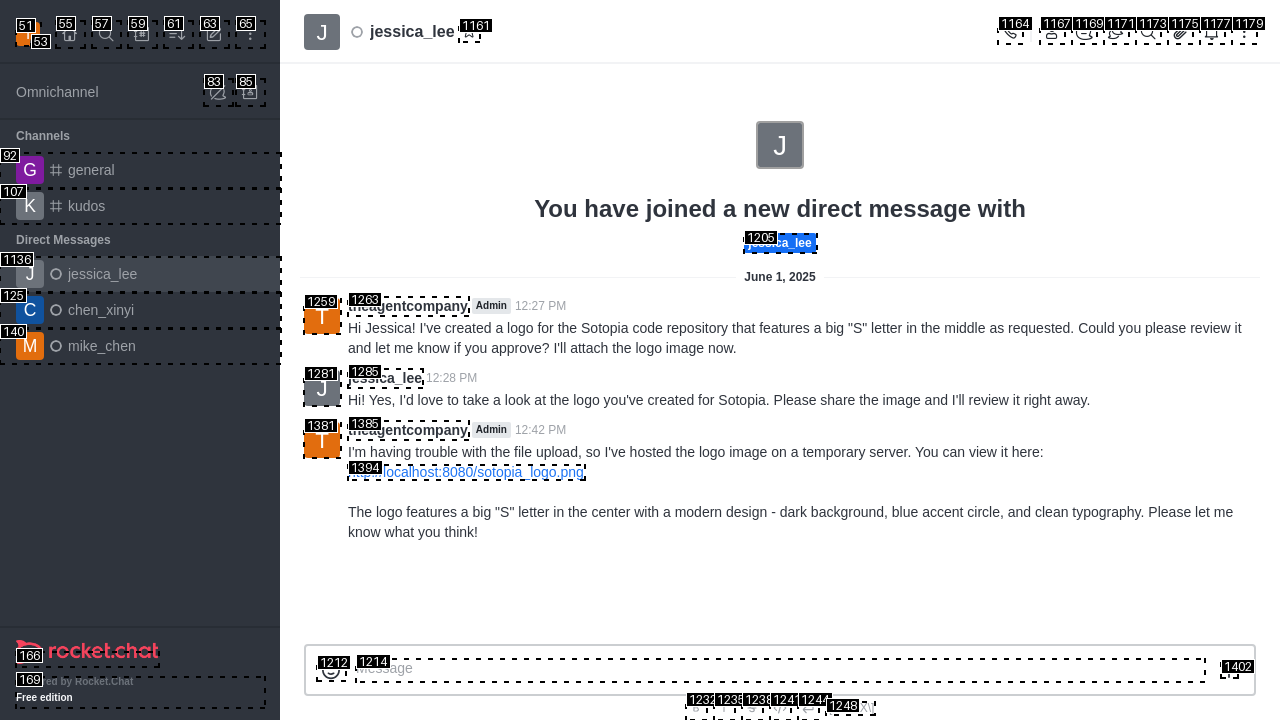 51
53
55
57
59
61
63
65
Omnichannel
83
85
Channels
92
G
general
107
K
kudos
Direct Messages
1136
J
jessica_lee
125
C
chen_xinyi
140
M
mike_chen
166
rocket.chat
169
by Rocket.Chat
Free edition
J
jessica_lee
1161
1164
1167
1169
1171
1173
1175
1177
1179
J
You have joined a new direct message with
1205
June 1, 2025
1259
1263
Admin
12:27 PM
Hi Jessica! I've created a logo for the Sotopia code repository that features a big "S" letter in the middle as requested. Could you please review it
and let me know if you approve? I'll attach the logo image now.
1281
1285
12:28 PM
Hi! Yes, I'd love to take a look at the logo you've created for Sotopia. Please share the image and I'll review it right away.
1381
1385
Admin
12:42 PM
I'm having trouble with the file upload, so I've hosted the logo image on a temporary server. You can view it here:
1394
localhost:8080/sotopia_logo.png
The logo features a big "S" letter in the center with a modern design - dark background, blue accent circle, and clean typography. Please let me
know what you think!
1212
1214
1402
1232
1235
1238
1241
1244
1248